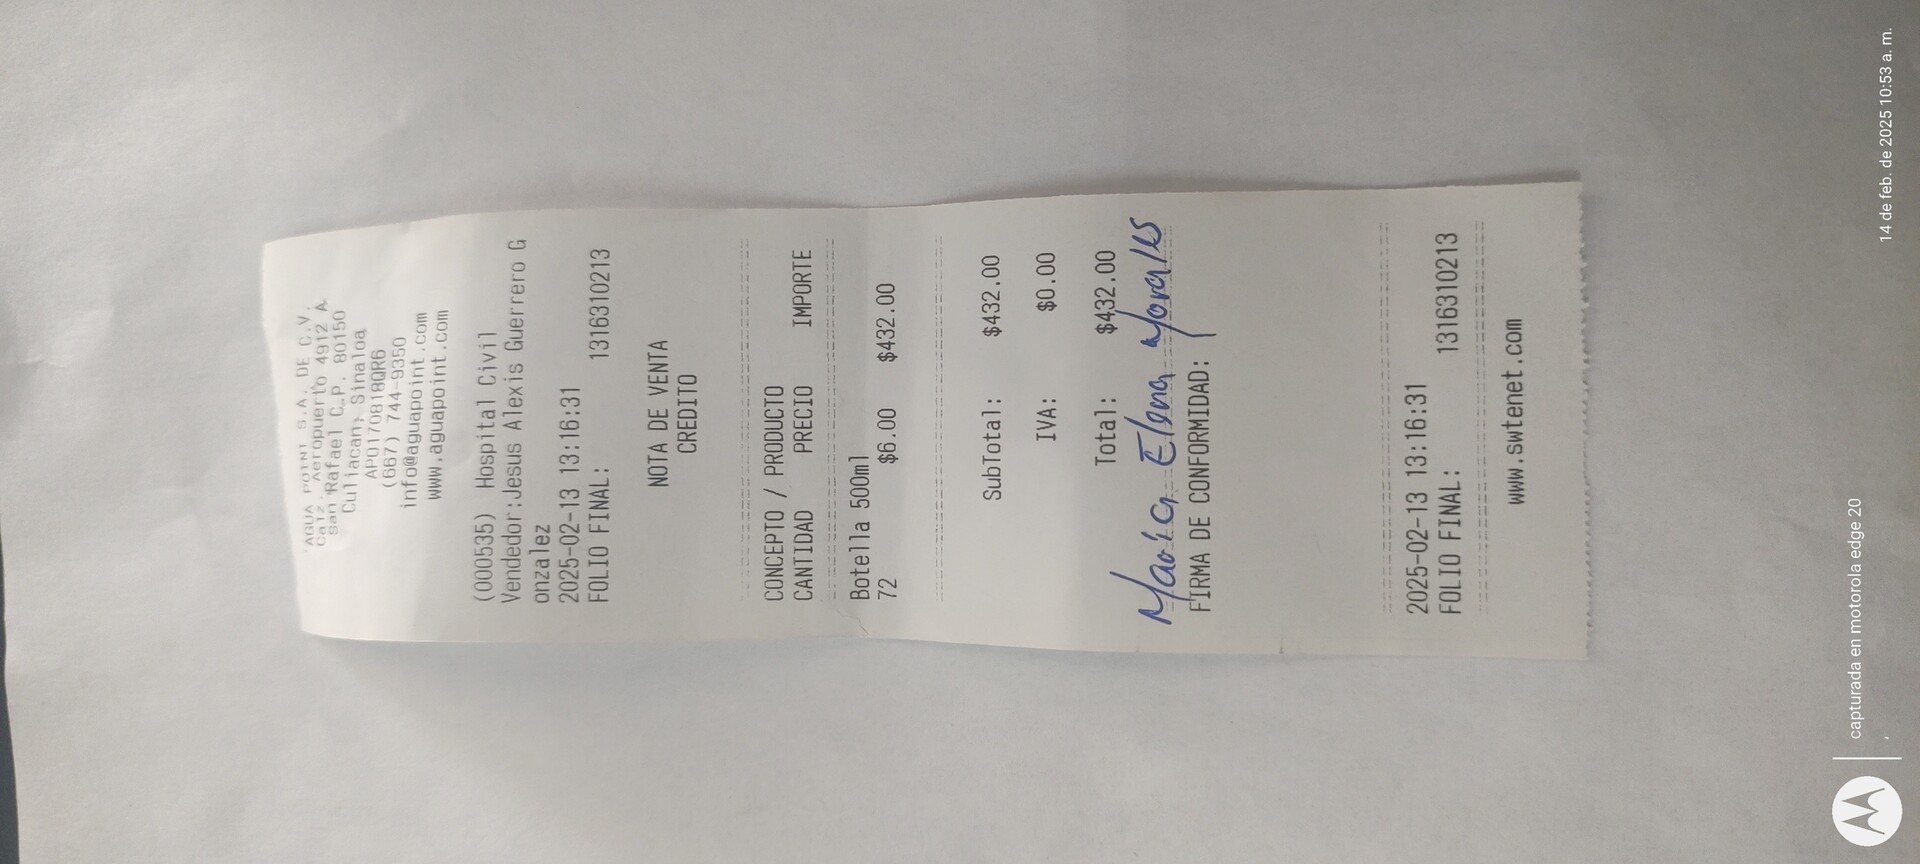 AGUA POINT S.A. DE C.V.
Calz. Aeropuerto 4912 A.
San Rafael C.P. 80150
Culiacan, Sinaloa
APO1708180R6
(667) 744-9350
info@aguapoint.com
www.aguapoint.com
(000535) Hospital Civil
Vendedor:Jesus Alexis Guerrero G
onzalez
2025-02-13 13:16:31
FOLIO FINAL: 1316310213
NOTA DE VENTA
CREDITO
CONCEPTO / PRODUCTO
CANTIDAD PRECIO IMPORTE
Botella 500ml
72 $6.00 $432.00
SubTotal: $432.00
IVA: $0.00
Total: $432.00
Maria Elena Morales
FIRMA DE CONFORMIDAD:
2025-02-13 13:16:31
FOLIO FINAL: 1316310213
www.swtenet.com
capturada en motorola edge 20
14 de feb. de 2025 10:53 a. m.